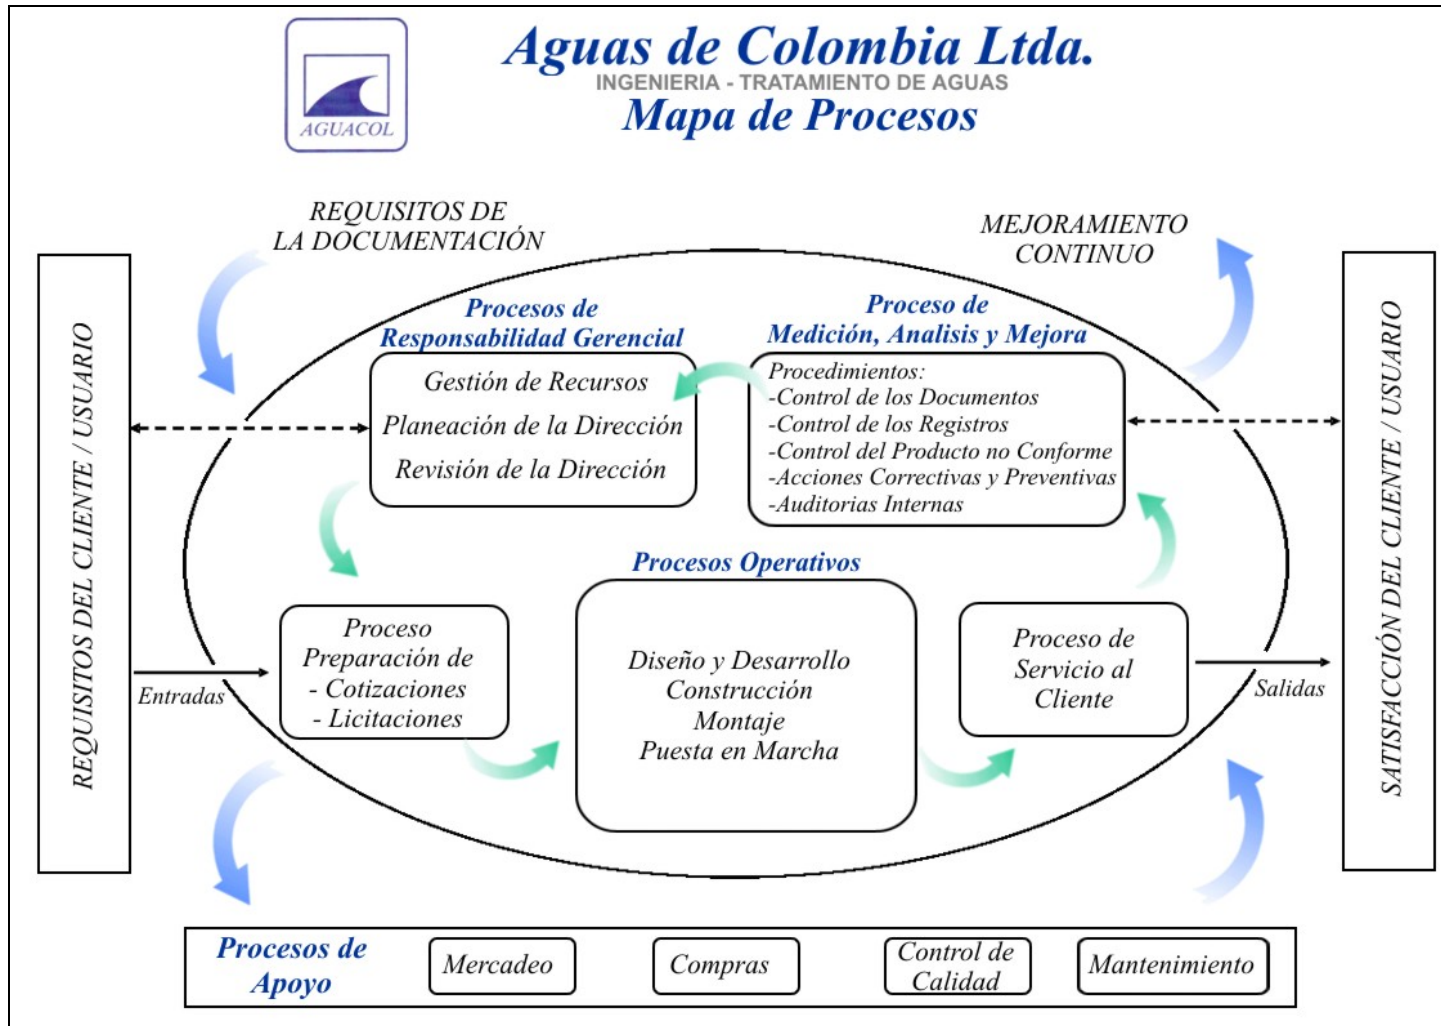 AGUACOL
Aguas de Colombia Ltda.
INGENIERIA - TRATAMIENTO DE AGUAS
Mapa de Procesos
REQUISITOS DE
LA DOCUMENTACIÓN
MEJORAMIENTO
CONTINUO
REQUISITOS DEL CLIENTE / USUARIO
Procesos de
Responsabilidad Gerencial
Gestión de Recursos
Planeación de la Dirección
Revisión de la Dirección
Proceso de
Medición, Analisis y Mejora
Procedimientos:
-Control de los Documentos
-Control de los Registros
-Control del Producto no Conforme
-Acciones Correctivas y Preventivas
-Auditorias Internas
SATISFACCIÓN DEL CLIENTE / USUARIO
Entradas
Proceso
Preparación de
- Cotizaciones
- Licitaciones
Procesos Operativos
Diseño y Desarrollo
Construcción
Montaje
Puesta en Marcha
Proceso de
Servicio al
Cliente
Salidas
Procesos de
Apoyo
Mercadeo
Compras
Control de
Calidad
Mantenimiento